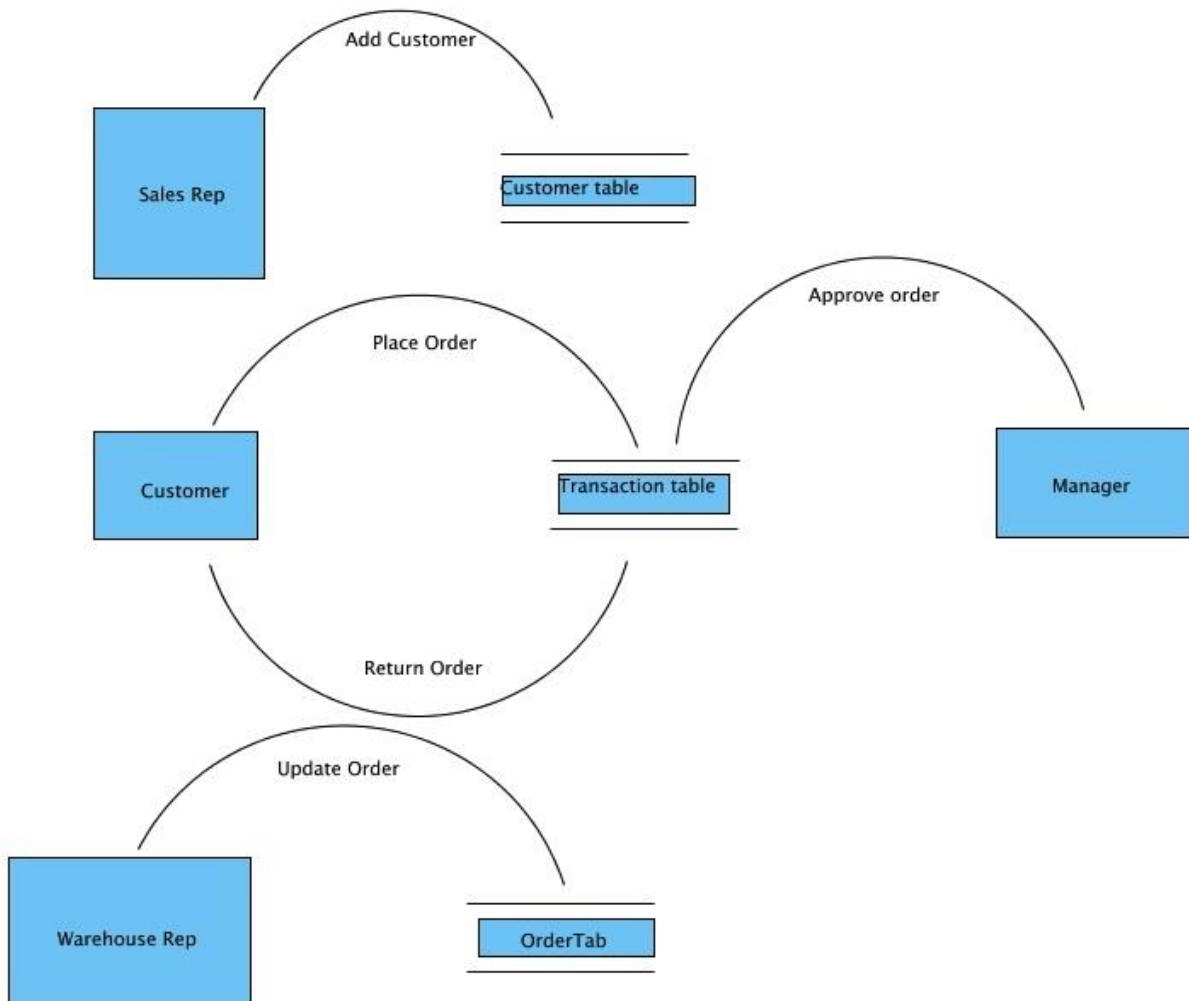 Add Customer
Sales Rep
Customer table
Approve order
Place Order
Customer
Transaction table
Manager
Return Order
Update Order
Warehouse Rep
OrderTab